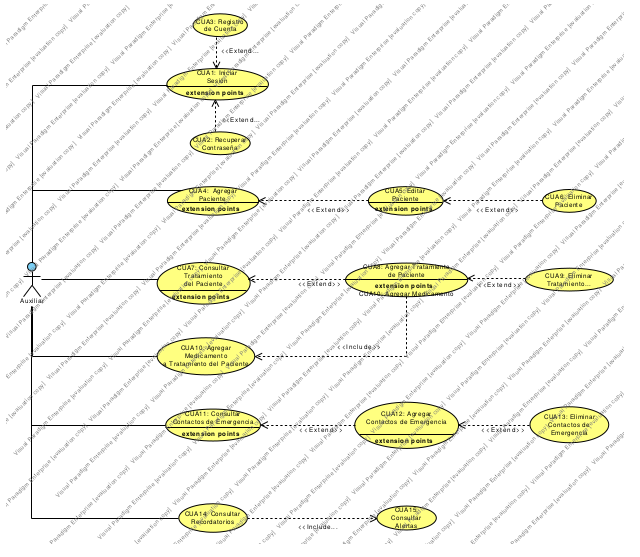 CUA3: Registro
de Cuenta
<<Extend...
CUA1: Iniciar
Sesión
extension points
<<Extend...
CUA2: Recuperar
Contraseña
CUA4: Agregar
Paciente
extension points
<<Extends>>
CUA5: Editar
Paciente
extension points
<<Extends>>
CUA6: Eliminar
Paciente
Auxiliar
CUA7: Consultar
Tratamiento
del Paciente
extension points
<<Extend>>
CUA8: Agregar Tratamiento
de Paciente
extension points
CUA10: Agregar Medicamento
<<Extend>>
CUA9: Eliminar
Tratamiento...
<<Include>>
CUA10: Agregar
Medicamento
a Tratamiento del Paciente
CUA11: Consultar
Contactos de Emergencia
extension points
<<Extend>>
CUA12: Agregar
Contactos de Emergencia
extension points
<<Extend>>
CUA13: Eliminar
Contactos de
Emergencia
CUA14: Consultar
Recordatorios
<<Include...
CUA15:
Consultar
Alertas
Visual Paradigm Enterprise [evaluation copy]